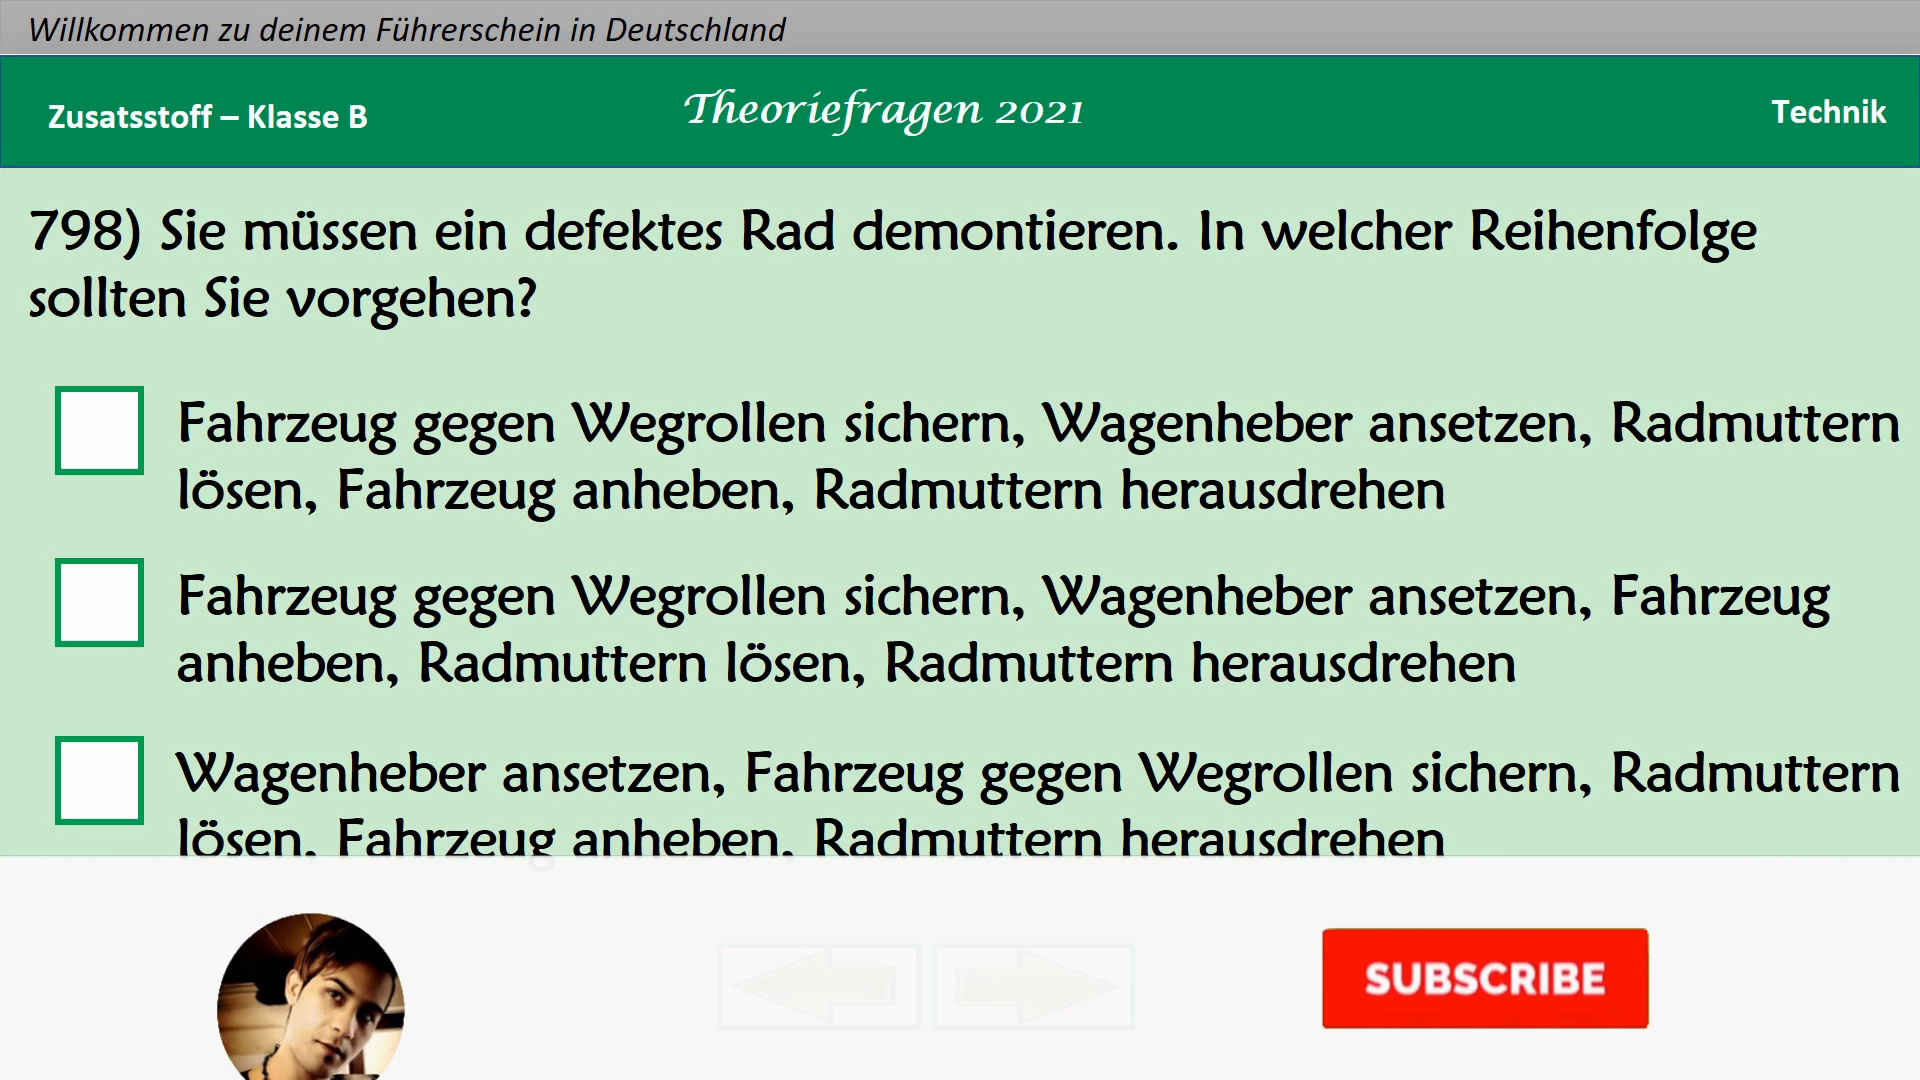 Willkommen zu deinem Führerschein in Deutschland
Zusatsstoff – Klasse B
Theoriefragen 2021
Technik
798) Sie müssen ein defektes Rad demontieren. In welcher Reihenfolge
sollten Sie vorgehen?
Fahrzeug gegen Wegrollen sichern, Wagenheber ansetzen, Radmuttern
lösen, Fahrzeug anheben, Radmuttern herausdrehen
Fahrzeug gegen Wegrollen sichern, Wagenheber ansetzen, Fahrzeug
anheben, Radmuttern lösen, Radmuttern herausdrehen
Wagenheber ansetzen, Fahrzeug gegen Wegrollen sichern, Radmuttern
lösen, Fahrzeug anheben, Radmuttern herausdrehen
SUBSCRIBE